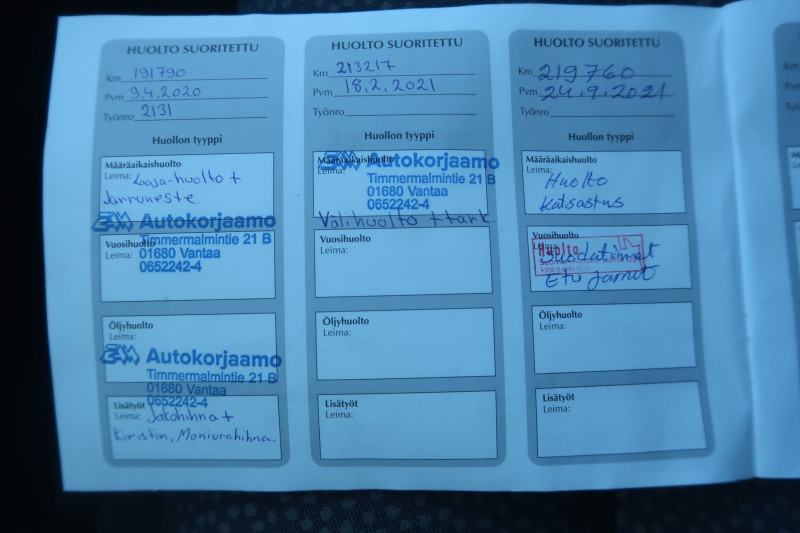 HUOLTO SUORITETTU
Km 191790
Pvm 9.4.2020
Työnro 2131
Huollon tyyppi
Määräaikaishuolto
Leima: Laaja-huolto +
Jarruneste
Autokorjaamo
Timmermalmintie 21 B
01680 Vantaa
0652242-4
Vuosihuolto
Leima:
Öljyhuolto
Leima:
Autokorjaamo
Timmermalmintie 21 B
01680 Vantaa
0652242-4
Lisätyöt
Leima: Jakohihna +
Kiristin, Moniurahihna.
HUOLTO SUORITETTU
Km 213217
Pvm 18.2.2021
Työnro
Huollon tyyppi
Määräaikaishuolto
Leima:
Autokorjaamo
Timmermalmintie 21 B
01680 Vantaa
0652242-4
Välihuolto + tark.
Vuosihuolto
Leima:
Öljyhuolto
Leima:
Lisätyöt
Leima:
HUOLTO SUORITETTU
Km 219760
Pvm 24.9.2021
Työnro
Huollon tyyppi
Määräaikaishuolto
Leima:
Huolto
Katsastus
Vuosihuolto
Leima:
Huolto
Suodattimet
Etu jarrut
Öljyhuolto
Leima:
Lisätyöt
Leima: